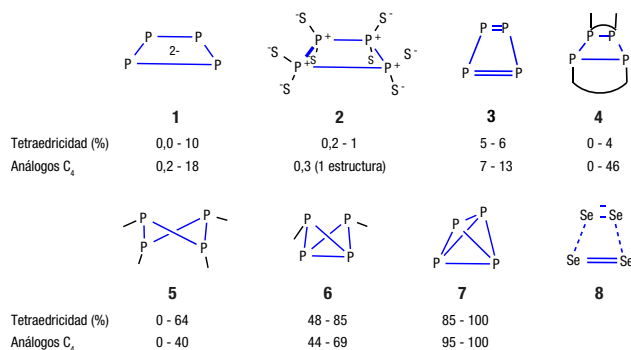 P P
2-
P P
⁻S S⁻
P⁺ P⁺
⁻S S⁻
S S
P⁺ P⁺
⁻S S⁻
P P
P P
P P
P P
1 2 3 4
Tetraedricidad (%) 0,0 - 10 0,2 - 1 5 - 6 0 - 4
Análogos C₄ 0,2 - 18 0,3 (1 estructura) 7 - 13 0 - 46
P P
P P
P P
P P
P P
P P
Se Se
Se Se
5 6 7 8
Tetraedricidad (%) 0 - 64 48 - 85 85 - 100
Análogos C₄ 0 - 40 44 - 69 95 - 100